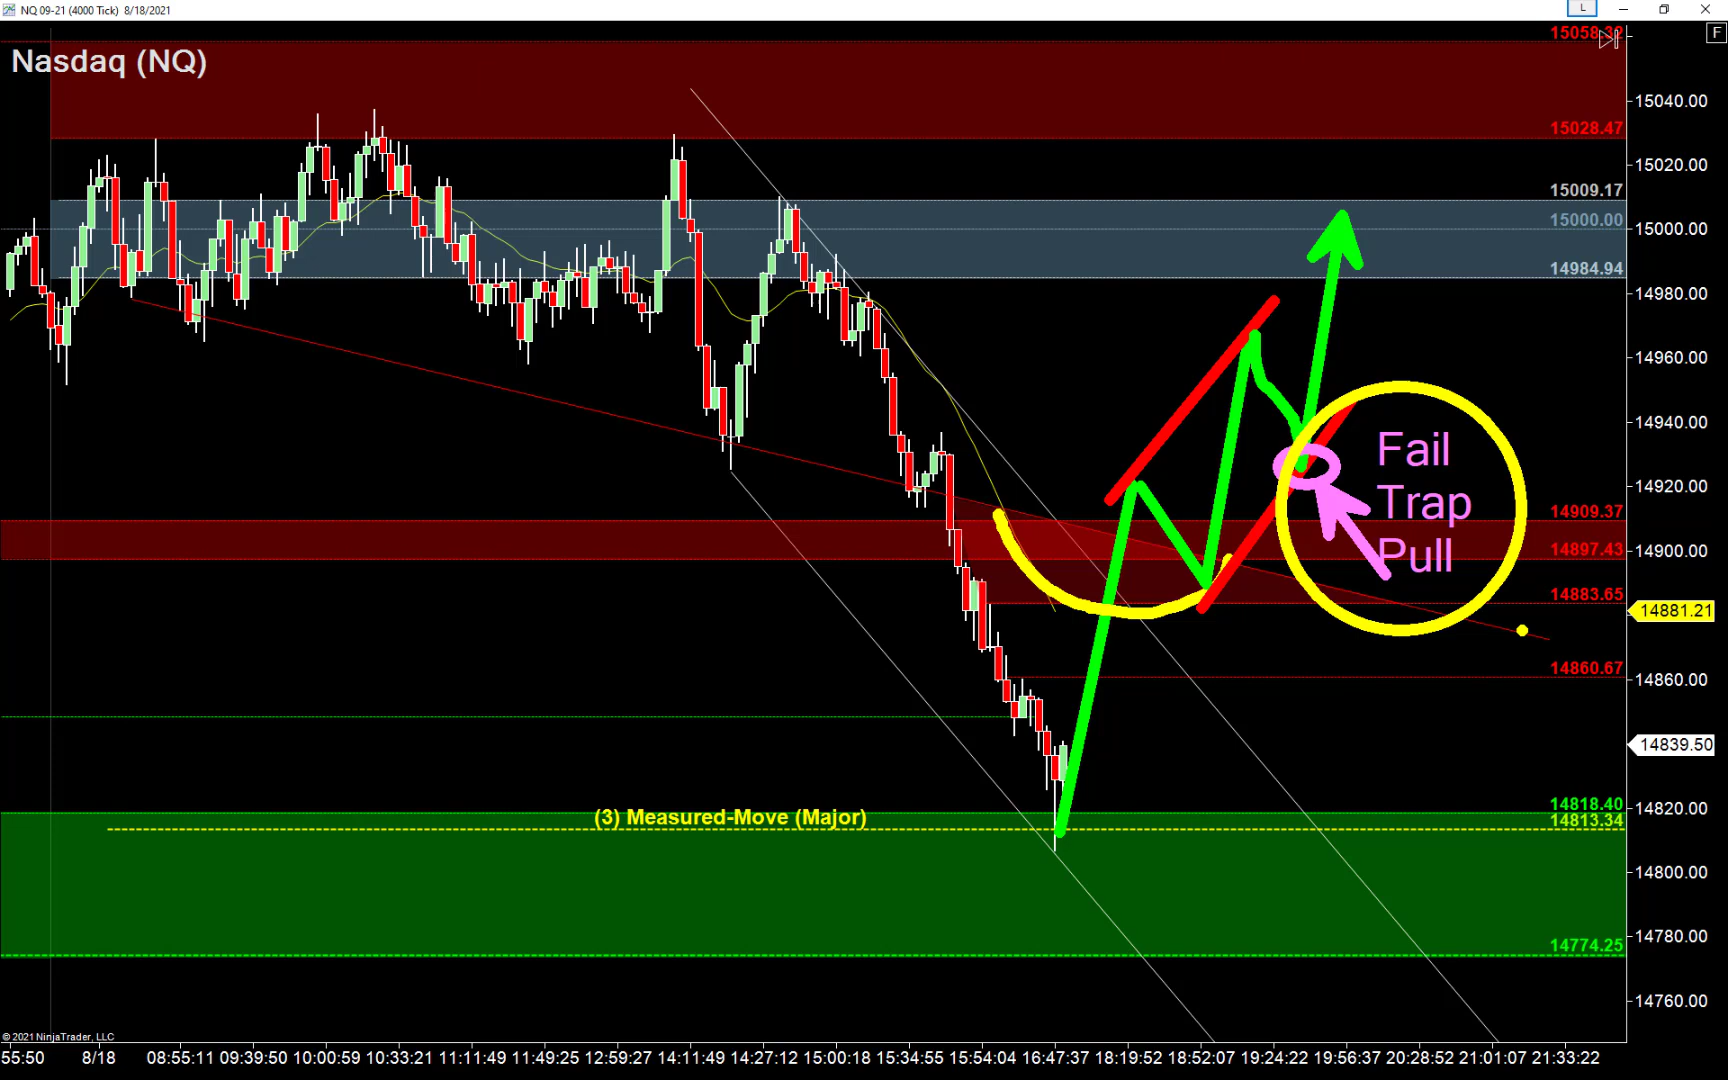 NQ 09-21 (4000 Tick) 8/18/2021
L
F
Nasdaq (NQ)
15058.32
15040.00
15028.47
15020.00
15009.17
15000.00
15000.00
14984.94
14980.00
14960.00
14940.00
Fail
Trap
Pull
14920.00
14909.37
14897.43
14900.00
14883.65
14881.21
14860.67
14860.00
14839.50
14818.40
14820.00
(3) Measured-Move (Major)
14813.34
14800.00
14774.25
14780.00
14760.00
© 2021 NinjaTrader, LLC
55:50 8/18 08:55:11 09:39:50 10:00:59 10:33:21 11:11:49 11:49:25 12:59:27 14:11:49 14:27:12 15:00:18 15:34:55 15:54:04 16:47:37 18:19:52 18:52:07 19:24:22 19:56:37 20:28:52 21:01:07 21:33:22